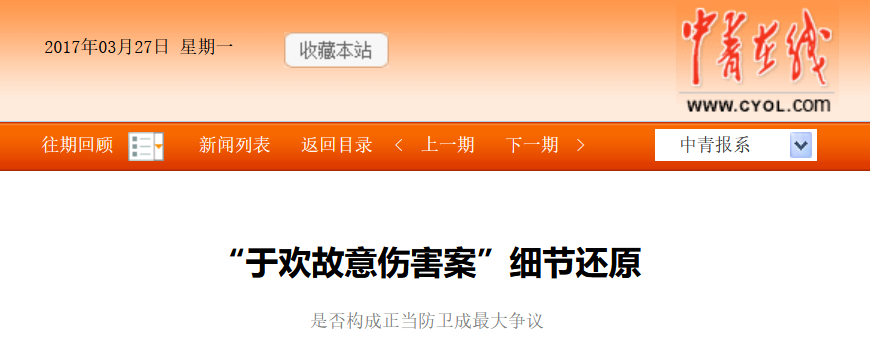 2017年03月27日 星期一
收藏本站
中青在线
www.cyol.com
往期回顾 新闻列表 返回目录 < 上一期 下一期 >
中青报系
“于欢故意伤害案”细节还原
是否构成正当防卫成最大争议